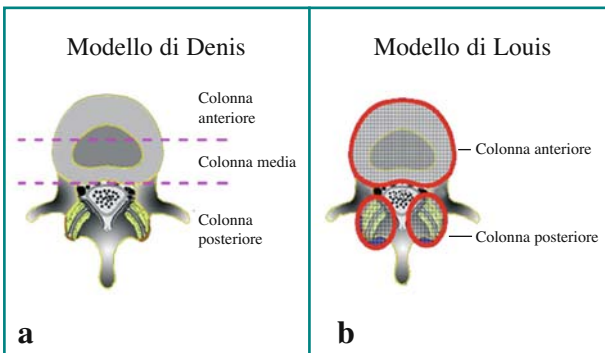 Modello di Denis
Colonna
anteriore
Colonna media
Colonna
posteriore
a
Modello di Louis
Colonna anteriore
Colonna posteriore
b